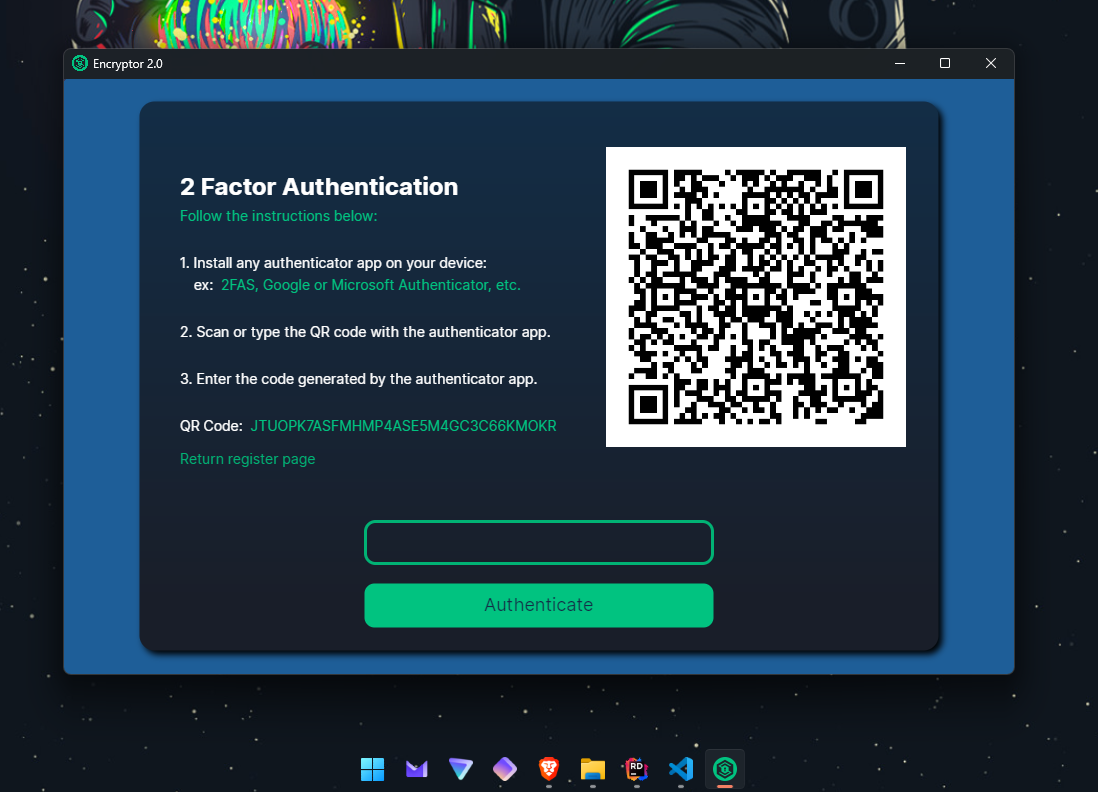 Encryptor 2.0
2 Factor Authentication
Follow the instructions below:
1. Install any authenticator app on your device:
ex: 2FAS, Google or Microsoft Authenticator, etc.
2. Scan or type the QR code with the authenticator app.
3. Enter the code generated by the authenticator app.
QR Code: JTUOPK7ASFMHMP4ASE5M4GC3C66KMOKR
Return register page
Authenticate
RD